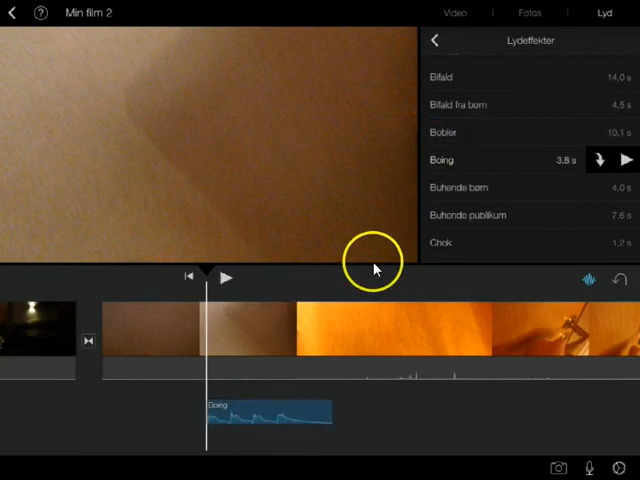 Min film 2
Video
Fotos
Lyd
Lydeffekter
Bifald 14,0 s
Bifald fra børn 4,5 s
Bobler 10,1 s
Boing 3,8 s
Buhende børn 4,0 s
Buhende publikum 7,6 s
Chok 1,2 s
Boing